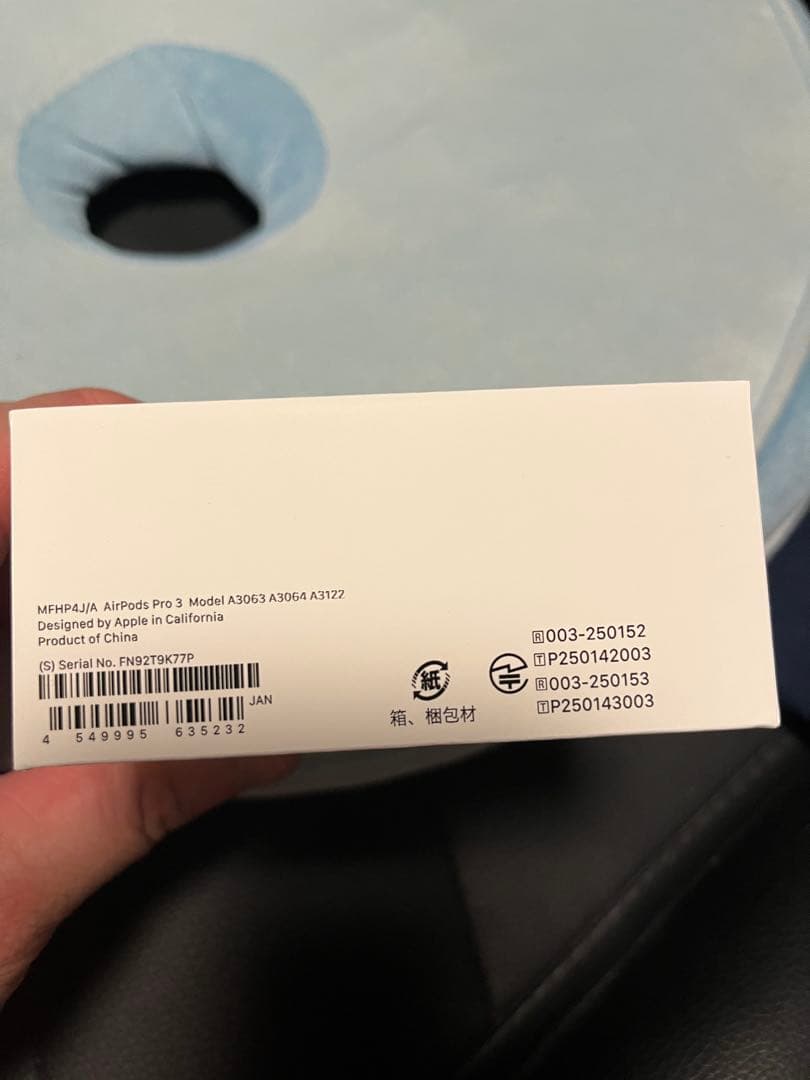 MFHP4J/A AirPods Pro 3 Model A3063 A3064 A3122
Designed by Apple in California
Product of China
(S) Serial No. FN92T9K77P
JAN
4 549995 635232
紙
箱、梱包材
R003-250152
TP250142003
R003-250153
TP250143003